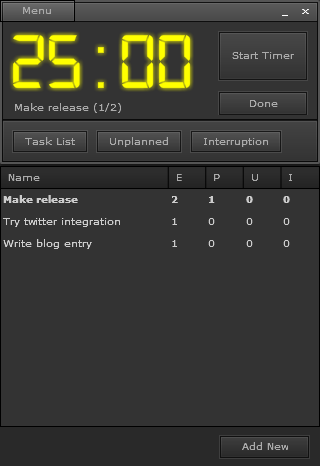 Menu _ x
25:00
Start Timer
Make release (1/2)
Done
Task List Unplanned Interruption
Name E P U I
Make release 2 1 0 0
Try twitter integration 1 0 0 0
Write blog entry 1 0 0 0
Add New